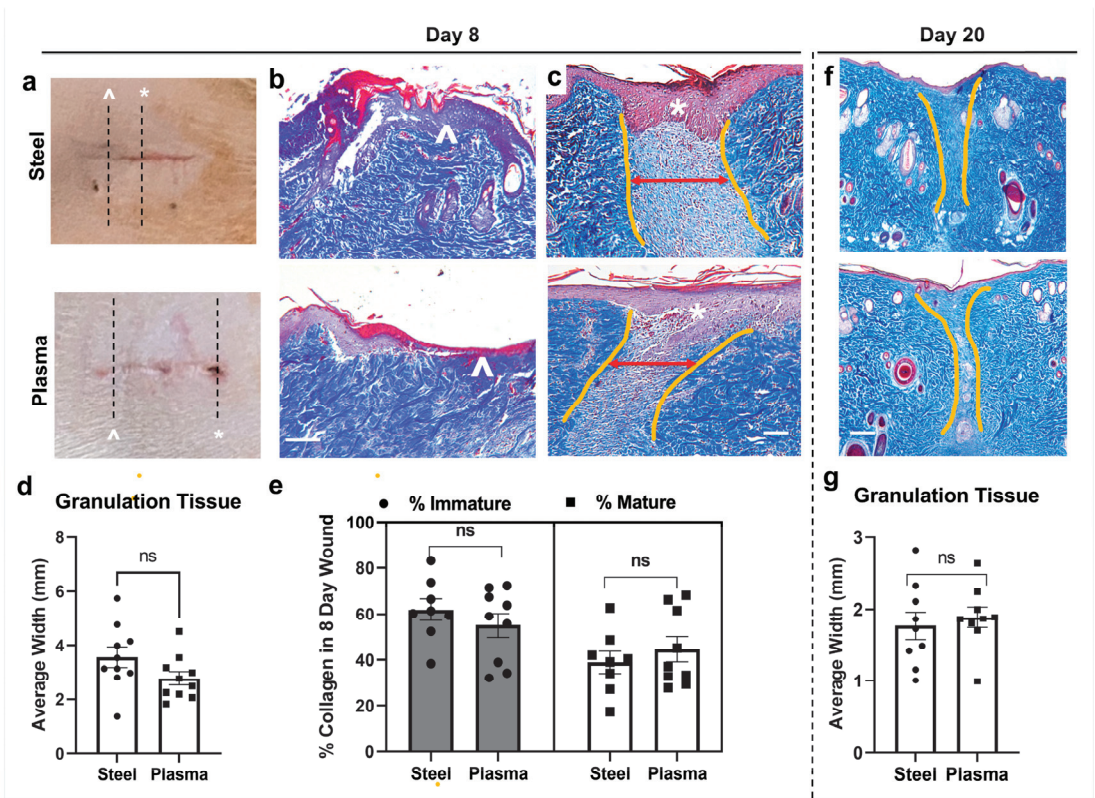 Day 8
Day 20
a
b
c
f
Steel
^
*
^
*
Plasma
^
*
^
*
d
Granulation Tissue
Average Width (mm)
8
6
4
2
0
ns
Steel
Plasma
e
% Immature
% Mature
% Collagen in 8 Day Wound
100
80
60
40
20
0
ns
ns
Steel
Plasma
Steel
Plasma
g
Granulation Tissue
Average Width (mm)
3
2
1
0
ns
Steel
Plasma